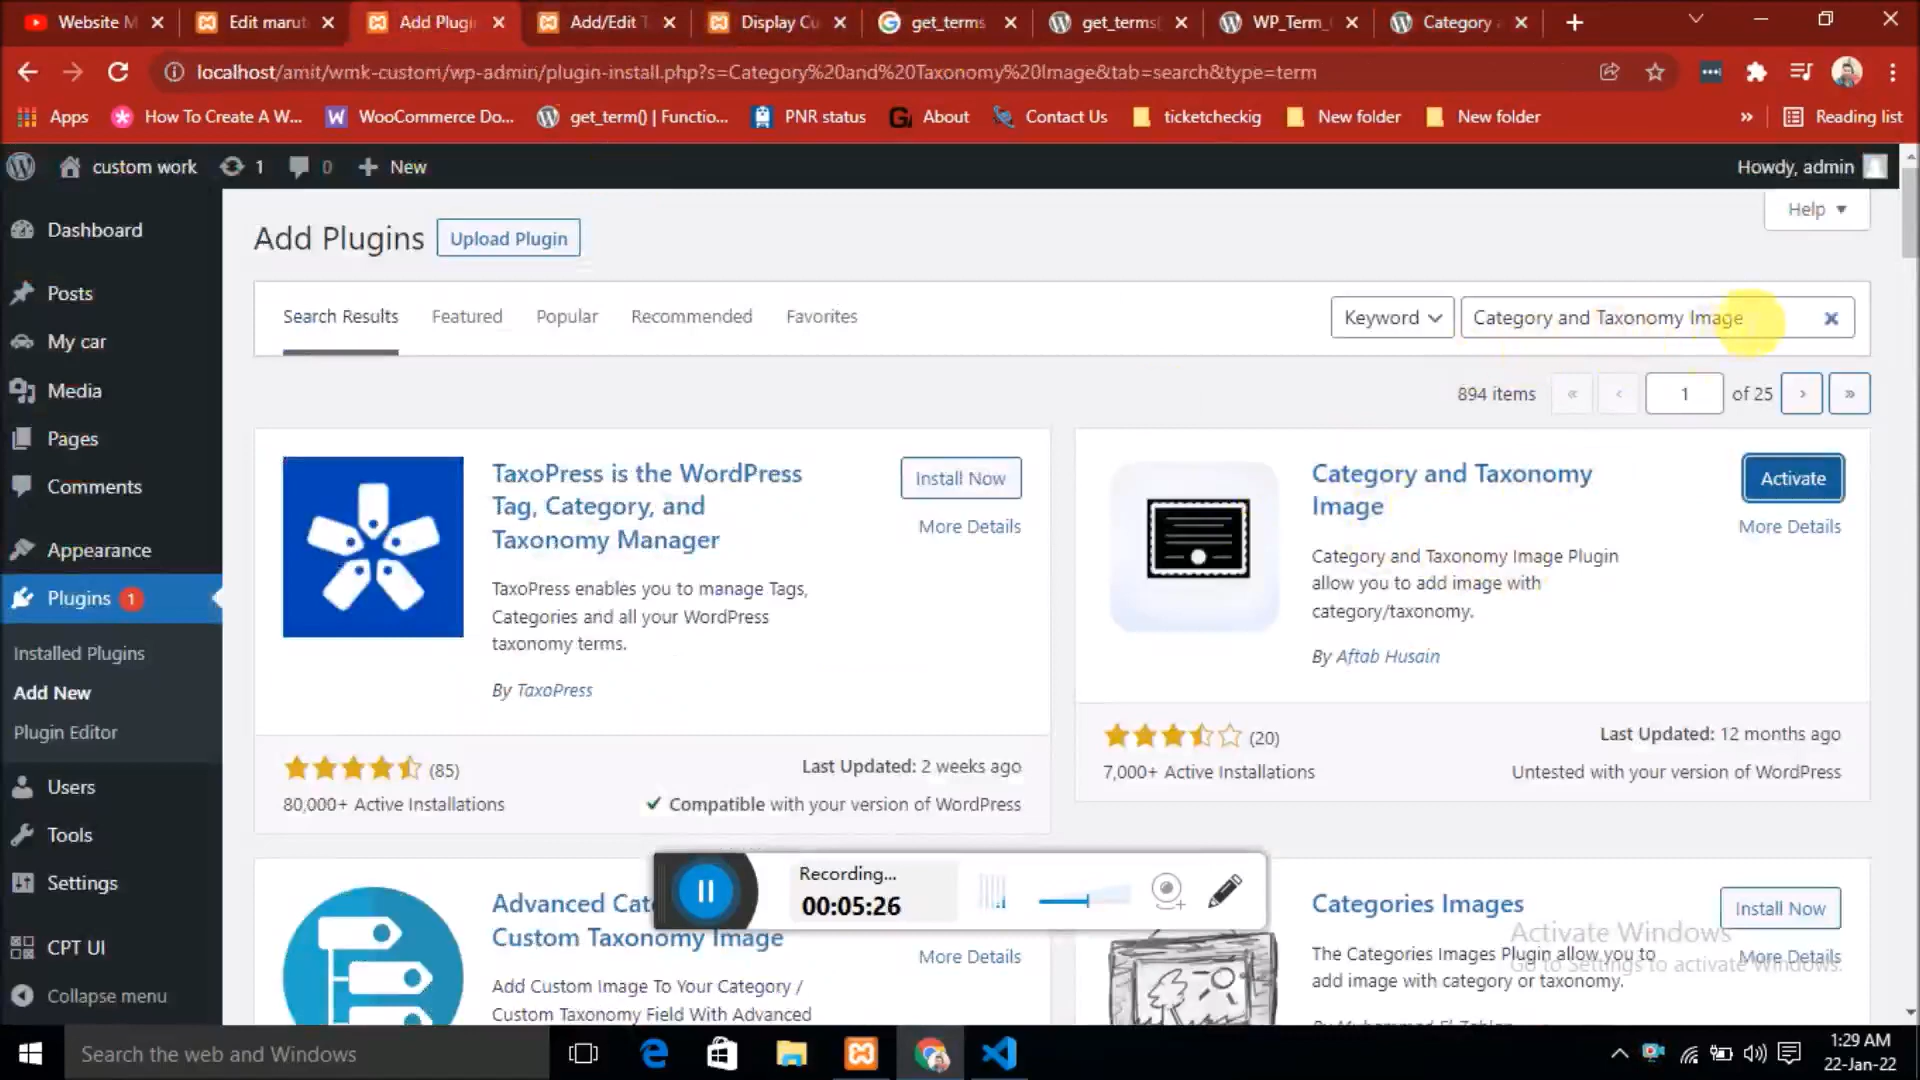 Website M
Edit marut
Add Plugin
Add/Edit T
Display Cu
get_terms
get_terms(
WP_Term_
Category
localhost/amit/wmk-custom/wp-admin/plugin-install.php?s=Category%20and%20Taxonomy%20Image&tab=search&type=term
Apps
How To Create A W...
WooCommerce Do...
get_term() | Functio...
PNR status
About
Contact Us
ticketcheckig
New folder
New folder
»
Reading list
custom work
1
0
New
Howdy, admin
Dashboard
Posts
My car
Media
Pages
Comments
Appearance
Plugins 1
Installed Plugins
Add New
Plugin Editor
Users
Tools
Settings
CPT UI
Collapse menu
Help
Add Plugins
Upload Plugin
Search Results
Featured
Popular
Recommended
Favorites
Keyword
Category and Taxonomy Image
894 items
«
‹
1
of 25
›
»
TaxoPress is the WordPress
Tag, Category, and
Taxonomy Manager
Install Now
More Details
TaxoPress enables you to manage Tags,
Categories and all your WordPress
taxonomy terms.
By TaxoPress
(85)
80,000+ Active Installations
Last Updated: 2 weeks ago
Compatible with your version of WordPress
Category and Taxonomy
Image
Activate
More Details
Category and Taxonomy Image Plugin
allow you to add image with
category/taxonomy.
By Aftab Husain
(20)
7,000+ Active Installations
Last Updated: 12 months ago
Untested with your version of WordPress
Advanced Cat
Custom Taxonomy Image
More Details
Add Custom Image To Your Category /
Custom Taxonomy Field With Advanced
Recording...
00:05:26
Categories Images
Install Now
More Details
The Categories Images Plugin allow you to
add image with category or taxonomy.
Activate Windows
Go to Settings to activate Windows.
Search the web and Windows
1:29 AM
22-Jan-22